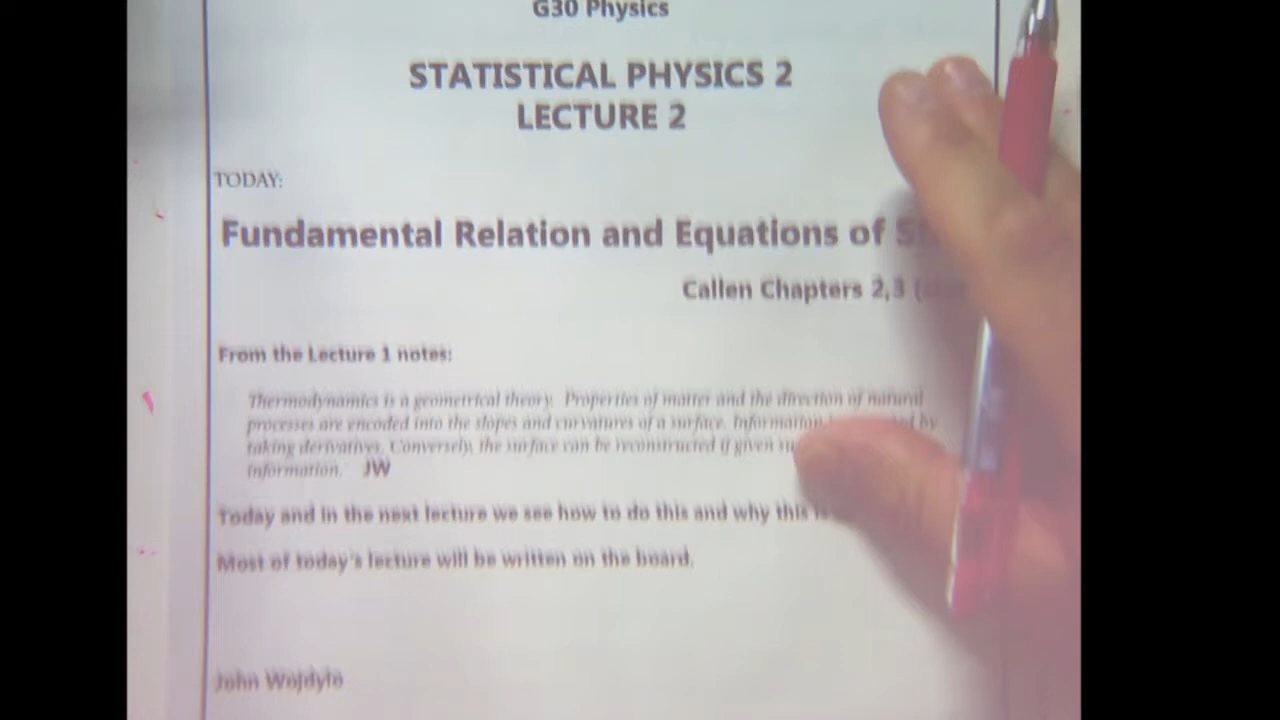 G30 Physics
STATISTICAL PHYSICS 2
LECTURE 2
TODAY:
Fundamental Relation and Equations of
Callen Chapters 2,3
From the Lecture 1 notes:
Thermodynamics is a geometrical theory. Properties of matter and the direction of natural
processes are encoded into the slopes and curvatures of a surface. Information by
taking derivatives. Conversely, the surface can be reconstructed if given
information. JW
Today and in the next lecture we see how to do this and why this
Most of today's lecture will be written on the board.
John Wojdylo